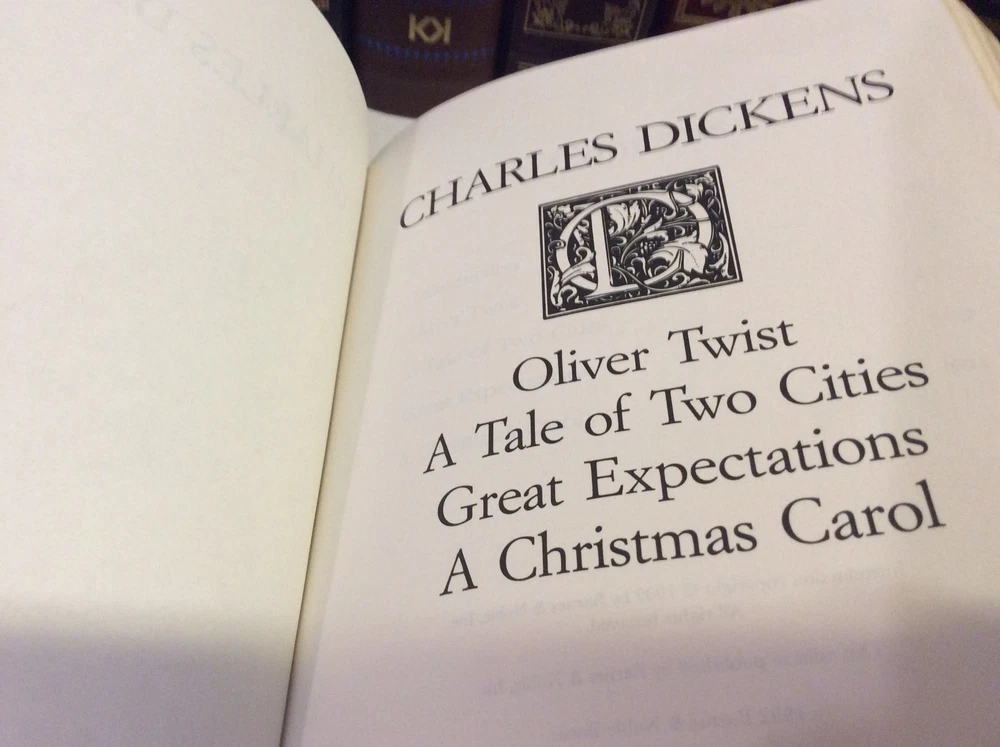 CHARLES DICKENS
D
Oliver Twist
A Tale of Two Cities
Great Expectations
A Christmas Carol